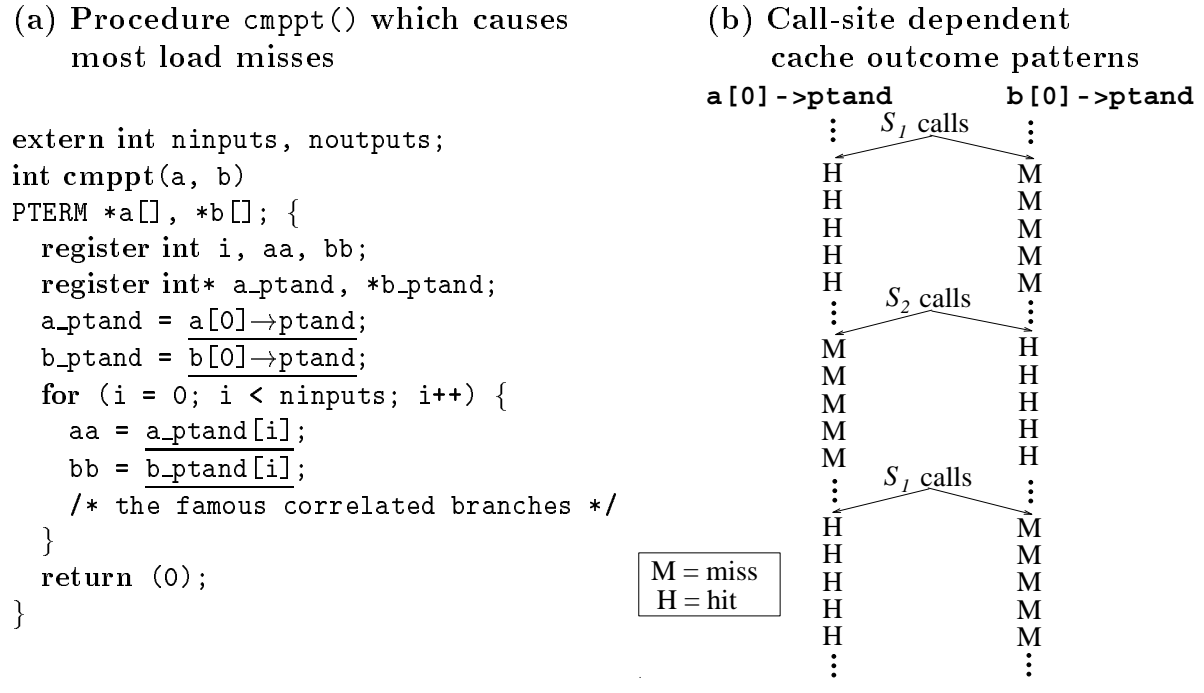 (a) Procedure cmppt() which causes
most load misses
extern int ninputs, noutputs;
int cmppt(a, b)
PTERM *a[], *b[]; {
register int i, aa, bb;
register int* a_ptand, *b_ptand;
a_ptand = a[0]→ptand;
b_ptand = b[0]→ptand;
for (i = 0; i < ninputs; i++) {
aa = a_ptand[i];
bb = b_ptand[i];
/* the famous correlated branches */
}
return (0);
}
(b) Call-site dependent
cache outcome patterns
a[0]->ptand b[0]->ptand
S1 calls
H M
H M
H M
H M
H M
S2 calls
M H
M H
M H
M H
M H
S1 calls
H M
H M
H M
H M
H M
M = miss
H = hit